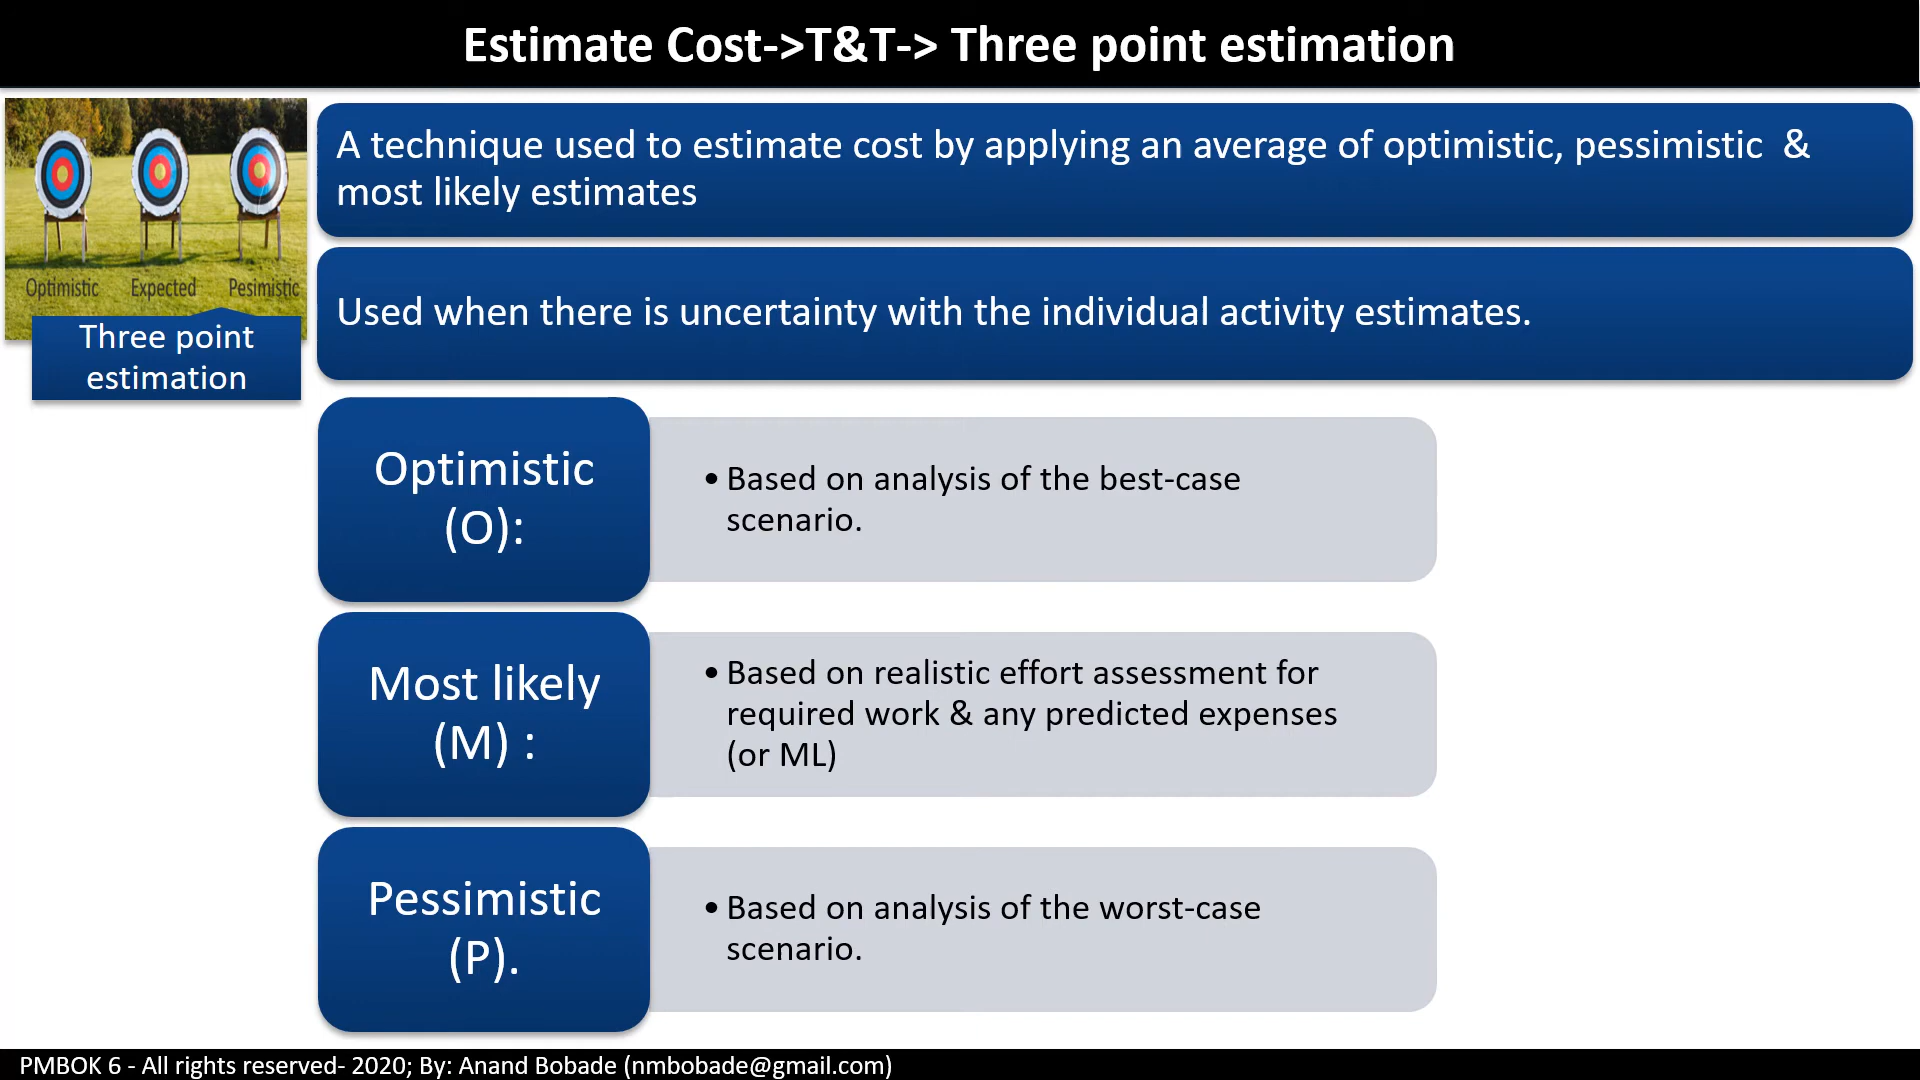 Estimate Cost->T&T-> Three point estimation
Optimistic Expected Pesimistic
Three point
estimation
A technique used to estimate cost by applying an average of optimistic, pessimistic  &
most likely estimates
Used when there is uncertainty with the individual activity estimates.
Optimistic
(O):
• Based on analysis of the best-case
scenario.
Most likely
(M) :
• Based on realistic effort assessment for
required work & any predicted expenses
(or ML)
Pessimistic
(P).
• Based on analysis of the worst-case
scenario.
PMBOK 6 - All rights reserved- 2020; By: Anand Bobade (nmbobade@gmail.com)